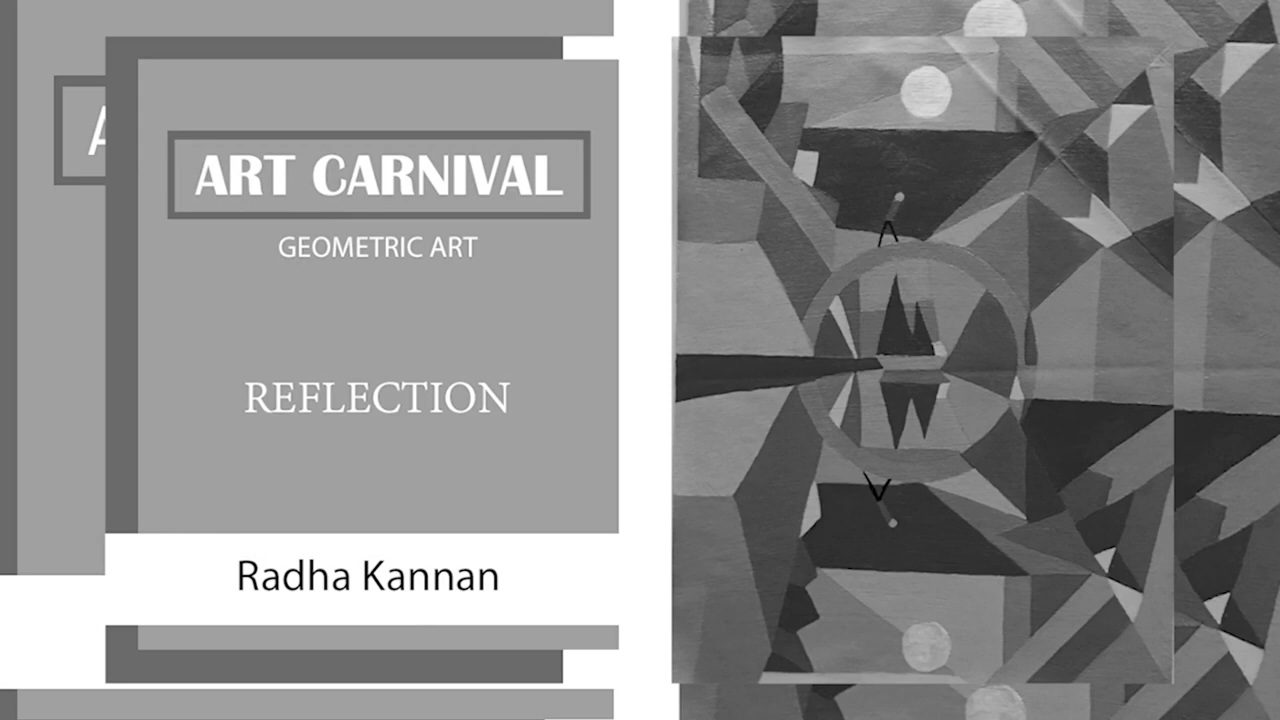 A
ART CARNIVAL
GEOMETRIC ART
REFLECTION
Radha Kannan